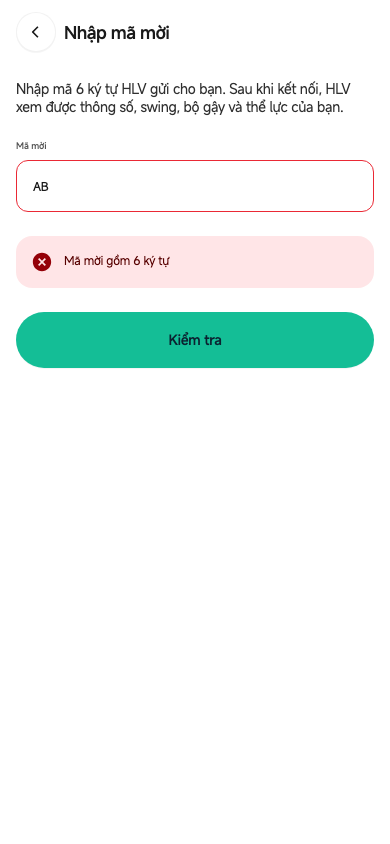 Nhập mã mời
Nhập mã 6 ký tự HLV gửi cho bạn. Sau khi kết nối, HLV
xem được thông số, swing, bộ gậy và thể lực của bạn.
Mã mời
AB
Mã mời gồm 6 ký tự
Kiểm tra